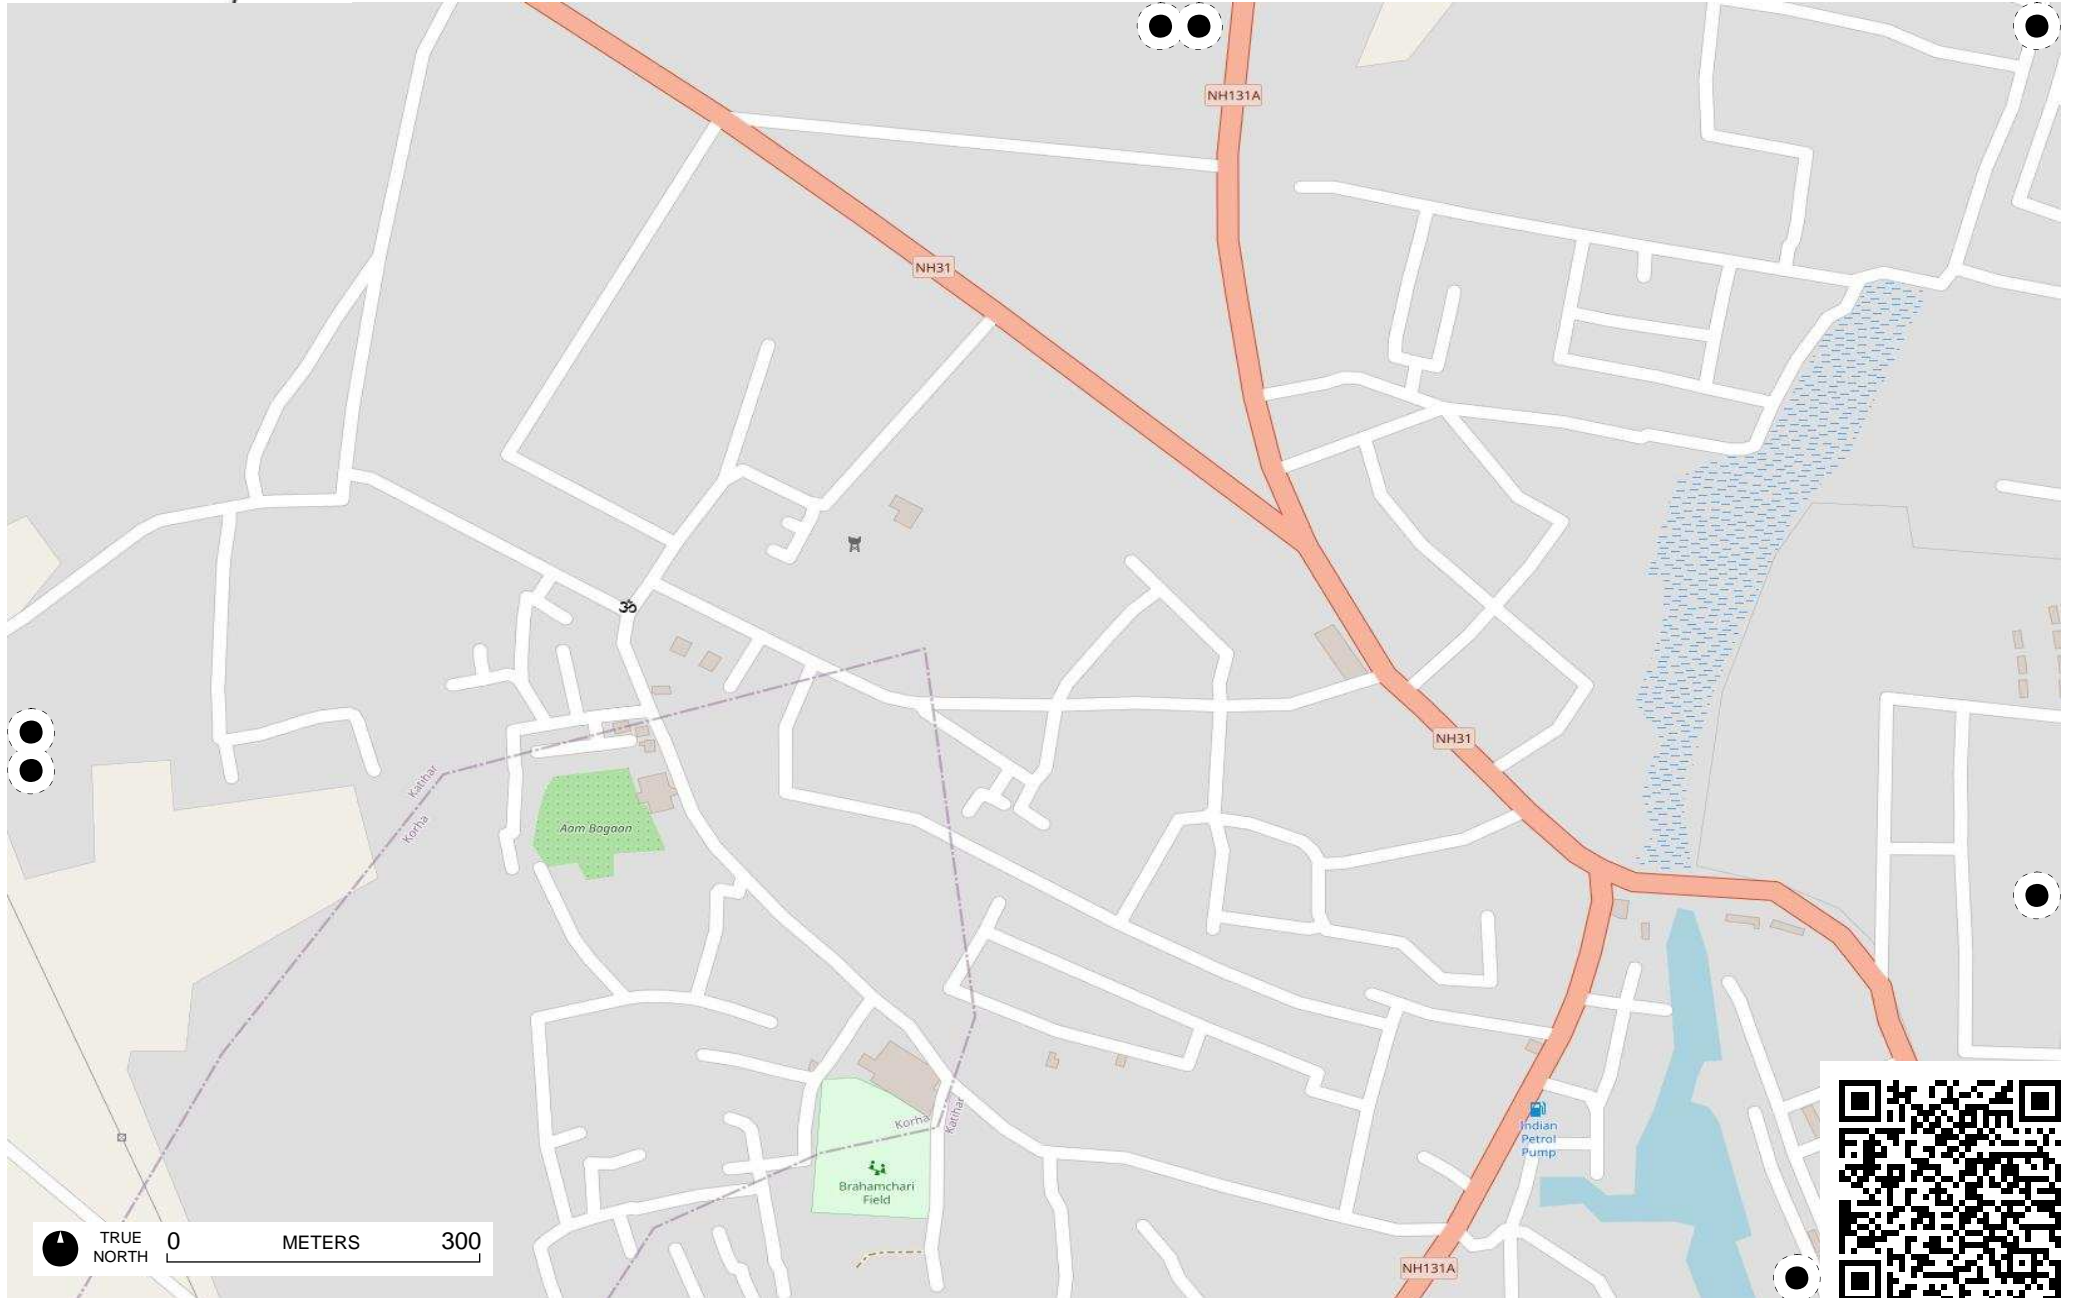 NH131A
NH31
ॐ
NH31
Katihar
Korha
Aam Bagaan
Korha
Katihar
Indian
Petrol
Pump
Brahamchari
Field
TRUE
NORTH
0 METERS 300
NH131A